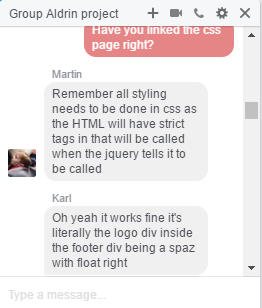 Group Aldrin project
Have you linked the css
page right?
Martin
Remember all styling
needs to be done in css as
the HTML will have strict
tags in that will be called
when the jquery tells it to
be called
Karl
Oh yeah it works fine it's
literally the logo div inside
the footer div being a spaz
with float right
Type a message...